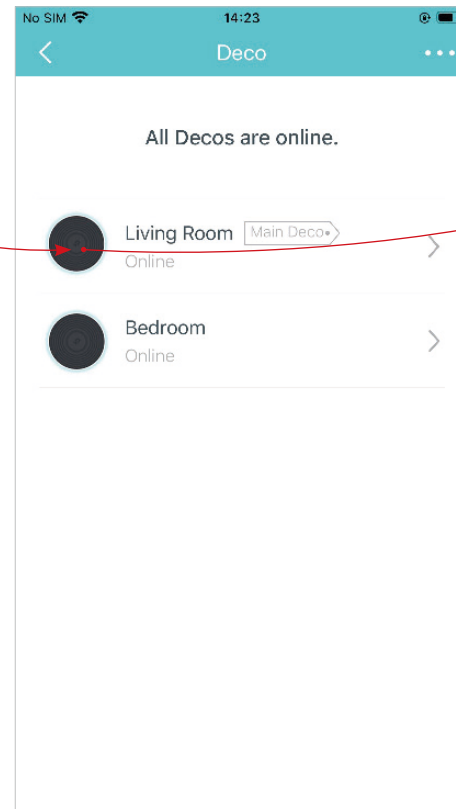 No SIM 14:23
Deco
All Decos are online.
Living Room Main Deco
Online
Bedroom
Online